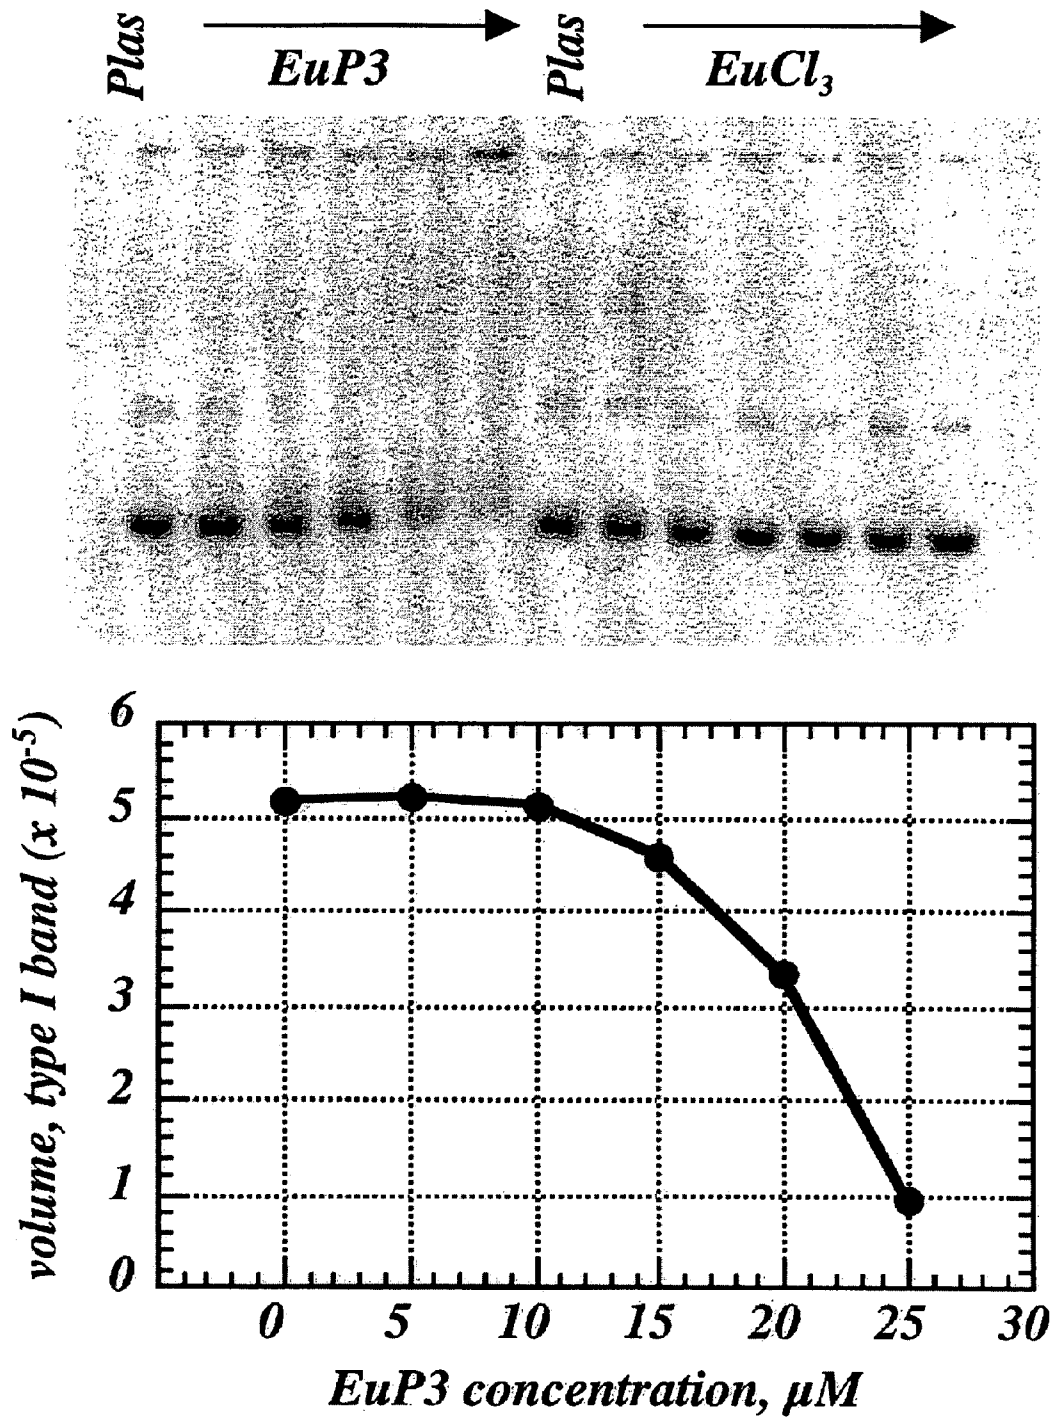 Plas EuP3 Plas EuCl₃
volume, type I band (x 10⁻⁵)
6
5
4
3
2
1
0
0 5 10 15 20 25 30
EuP3 concentration, µM